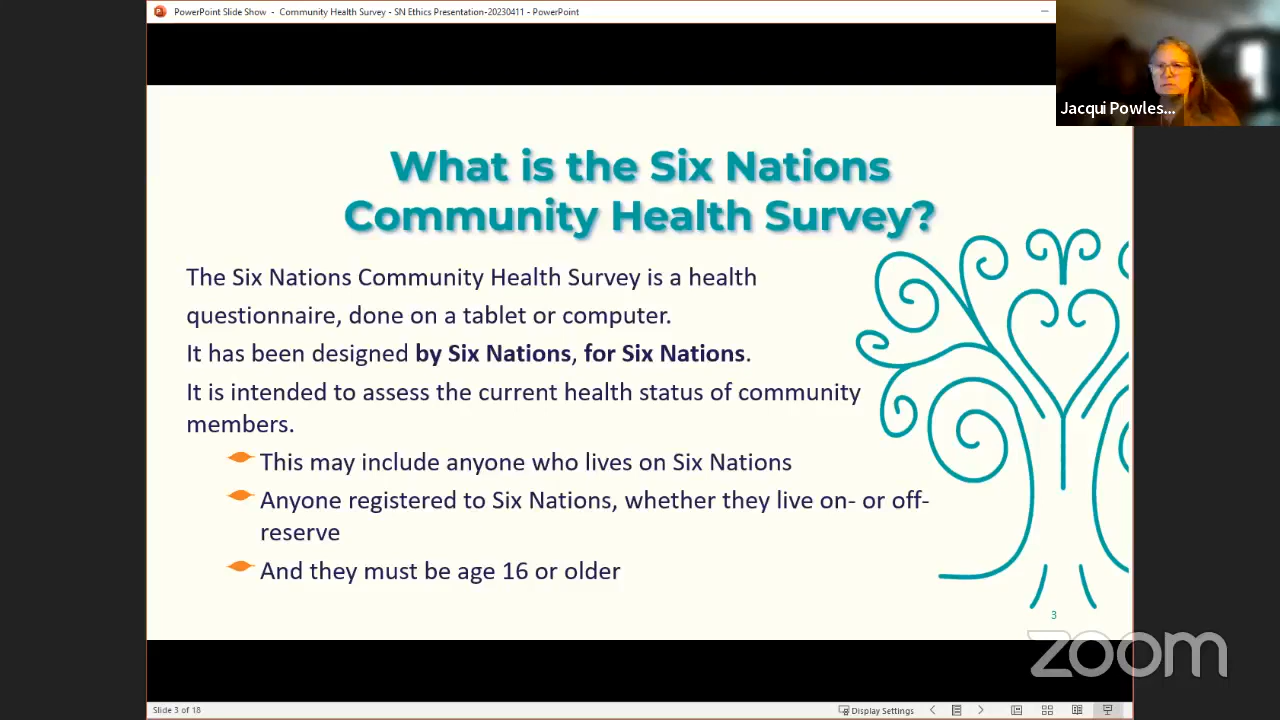 PowerPoint Slide Show - Community Health Survey - SN Ethics Presentation-20230411 - PowerPoint
Jacqui Powles...
What is the Six Nations
Community Health Survey?
The Six Nations Community Health Survey is a health
questionnaire, done on a tablet or computer.
It has been designed by Six Nations, for Six Nations.
It is intended to assess the current health status of community
members.
This may include anyone who lives on Six Nations
Anyone registered to Six Nations, whether they live on- or off-
reserve
And they must be age 16 or older
3
zoom
Slide 3 of 18
Display Settings